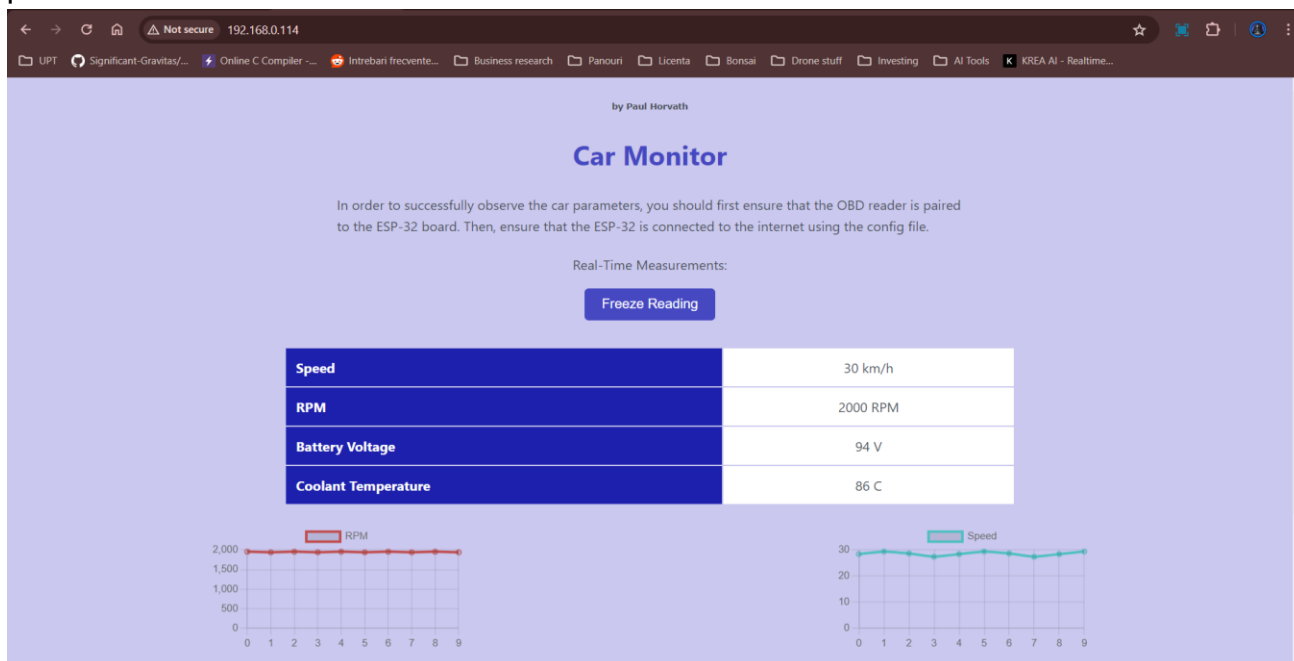 Not secure 192.168.0.114
UPT Significant-Gravitas/... Online C Compiler -... Intrebari frecvente... Business research Panouri Licenta Bonsai Drone stuff Investing AI Tools K KREA AI - Realtime...
by Paul Horvath
Car Monitor
In order to successfully observe the car parameters, you should first ensure that the OBD reader is paired
to the ESP-32 board. Then, ensure that the ESP-32 is connected to the internet using the config file.
Real-Time Measurements:
Freeze Reading
Speed 30 km/h
RPM 2000 RPM
Battery Voltage 94 V
Coolant Temperature 86 C
RPM
2,000
1,500
1,000
500
0
0 1 2 3 4 5 6 7 8 9
Speed
30
20
10
0
0 1 2 3 4 5 6 7 8 9